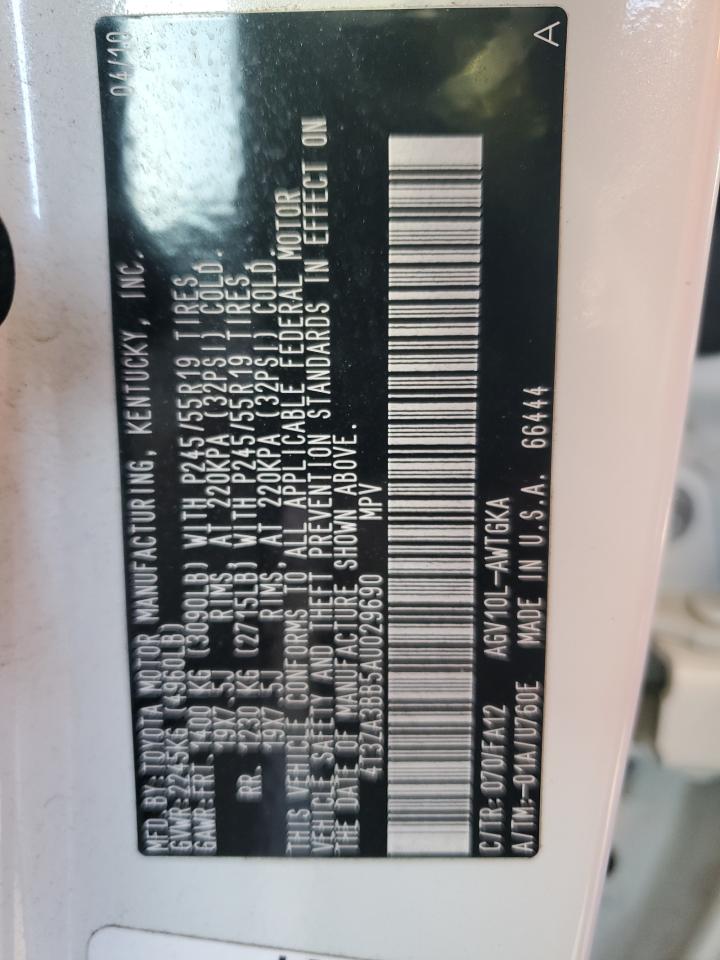 MFD.BY:TOYOTA MOTOR MANUFACTURING, KENTUCKY, INC. 04/10
GVWR:2245KG (4960LB)
GAWR:FRT. 1400 KG (3090LB) WITH P245/55R19 TIRES
19X7.5J RIMS, AT 220KPA (32PSI) COLD.
RR. 1230 KG (2715LB) WITH P245/55R19 TIRES
19X7.5J RIMS, AT 220KPA (32PSI) COLD.
THIS VEHICLE CONFORMS TO ALL APPLICABLE FEDERAL MOTOR
VEHICLE SAFETY AND THEFT PREVENTION STANDARDS IN EFFECT ON
THE DATE OF MANUFACTURE SHOWN ABOVE.
4T3ZA3BB5AU029690 MPV
C/TR: 070/FA12 AGV10L-AWTGKA
A/TM:-01A/U760E MADE IN U.S.A. 66444 A